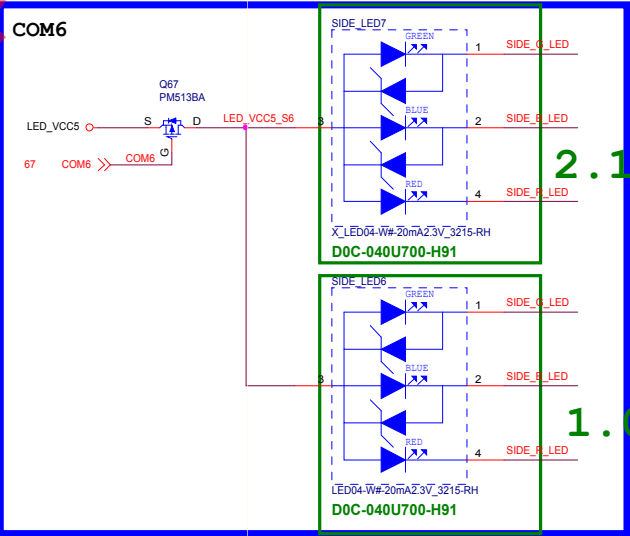 COM6
SIDE_LED7
GREEN
1
SIDE_G_LED
Q67
PM513BA
BLUE
LED_VCC5
S
D
LED_VCC5_S6
3
2
SIDE_B_LED
G
67
COM6
COM6
2.1
RED
4
SIDE_R_LED
X_LED04-W#-20mA2.3V_3215-RH
D0C-040U700-H91
SIDE_LED6
GREEN
1
SIDE_G_LED
BLUE
3
2
SIDE_B_LED
RED
4
SIDE_R_LED
LED04-W#-20mA2.3V_3215-RH
D0C-040U700-H91